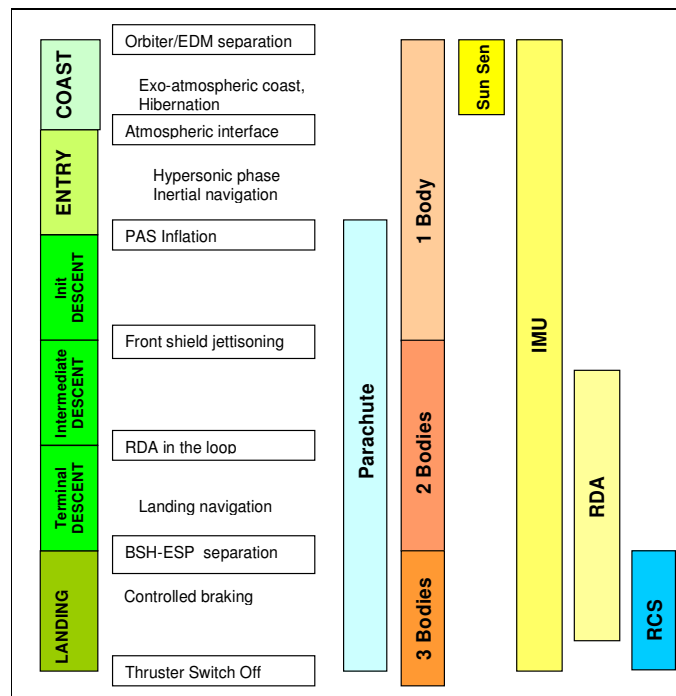 COAST
ENTRY
Init
DESCENT
Intermediate
DESCENT
Terminal
DESCENT
LANDING
Orbiter/EDM separation
Exo-atmospheric coast,
Hibernation
Atmospheric interface
Hypersonic phase
Inertial navigation
PAS Inflation
Front shield jettisoning
RDA in the loop
Landing navigation
BSH-ESP separation
Controlled braking
Thruster Switch Off
Parachute
1 Body
2 Bodies
3 Bodies
Sun Sen
IMU
RDA
RCS